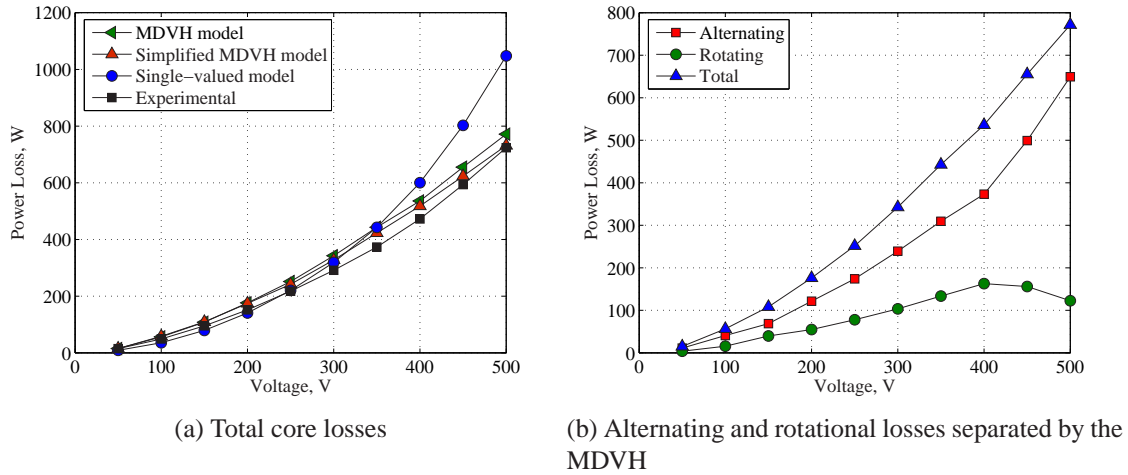 1200
1000
800
600
400
200
0
0
100
200
300
400
500
Voltage, V
Power Loss, W
MDVH model
Simplified MDVH model
Single−valued model
Experimental
(a) Total core losses
800
700
600
500
400
300
200
100
0
0
100
200
300
400
500
Voltage, V
Power Loss, W
Alternating
Rotating
Total
(b) Alternating and rotational losses separated by the
MDVH